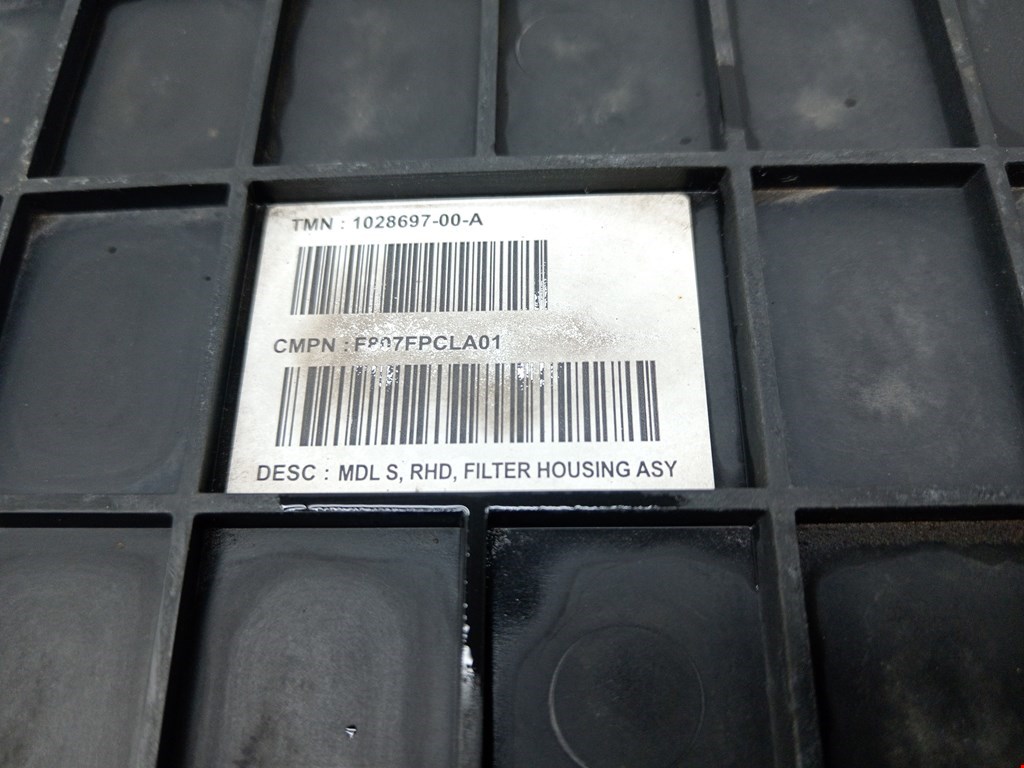 TMN : 1028697-00-A
CMPN : F807FPCLA01
DESC : MDL S, RHD, FILTER HOUSING ASY